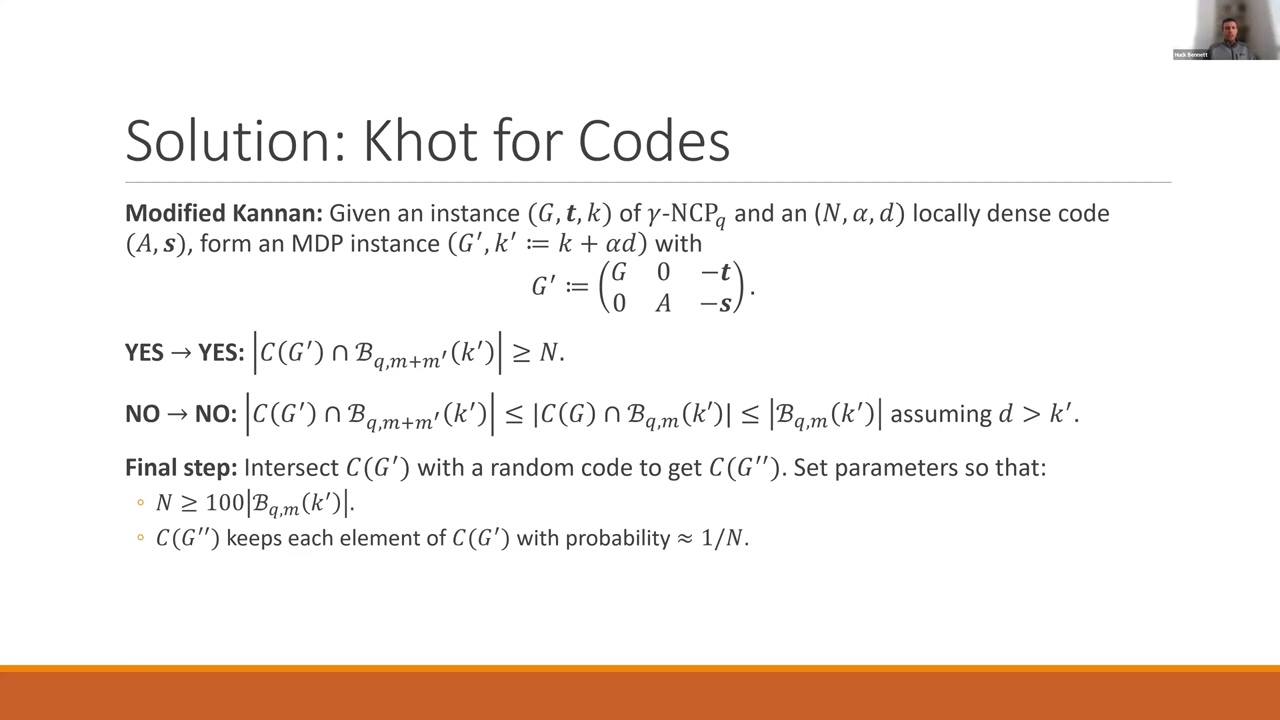 Huck Bennett
Solution: Khot for Codes
Modified Kannan: Given an instance (𝐺, 𝒕, 𝑘) of 𝛾-NCP_𝑞 and an (𝑁, 𝛼, 𝑑) locally dense code
(𝐴, 𝒔), form an MDP instance (𝐺′, 𝑘′ ≔ 𝑘 + 𝛼𝑑) with
𝐺′ ≔ (𝐺 0 −𝒕
0 𝐴 −𝒔).
YES → YES: |𝐶(𝐺′) ∩ ℬ_{𝑞,𝑚+𝑚′}(𝑘′)| ≥ 𝑁.
NO → NO: |𝐶(𝐺′) ∩ ℬ_{𝑞,𝑚+𝑚′}(𝑘′)| ≤ |𝐶(𝐺) ∩ ℬ_{𝑞,𝑚}(𝑘′)| ≤ |ℬ_{𝑞,𝑚}(𝑘′)| assuming 𝑑 > 𝑘′.
Final step: Intersect 𝐶(𝐺′) with a random code to get 𝐶(𝐺′′). Set parameters so that:
◦ 𝑁 ≥ 100|ℬ_{𝑞,𝑚}(𝑘′)|.
◦ 𝐶(𝐺′′) keeps each element of 𝐶(𝐺′) with probability ≈ 1/𝑁.